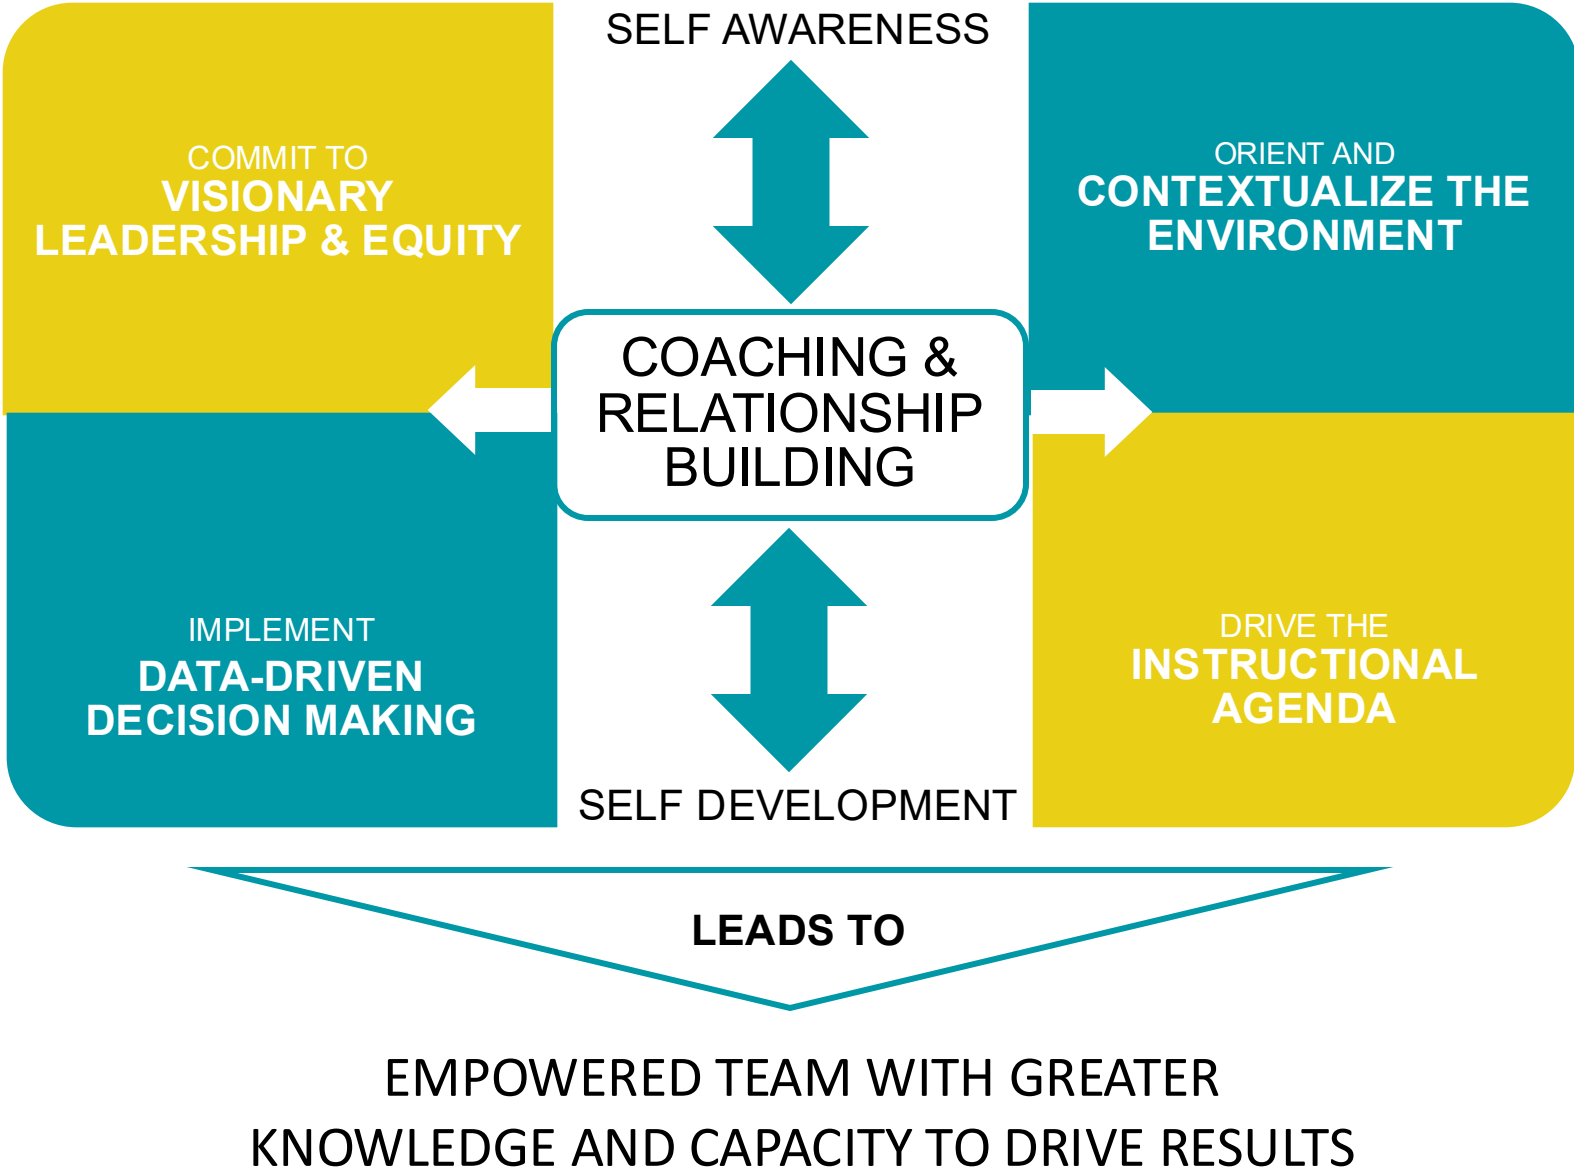 SELF AWARENESS
COMMIT TO
VISIONARY
LEADERSHIP & EQUITY
ORIENT AND
CONTEXTUALIZE THE
ENVIRONMENT
COACHING &
RELATIONSHIP
BUILDING
IMPLEMENT
DATA-DRIVEN
DECISION MAKING
DRIVE THE
INSTRUCTIONAL
AGENDA
SELF DEVELOPMENT
LEADS TO
EMPOWERED TEAM WITH GREATER
KNOWLEDGE AND CAPACITY TO DRIVE RESULTS